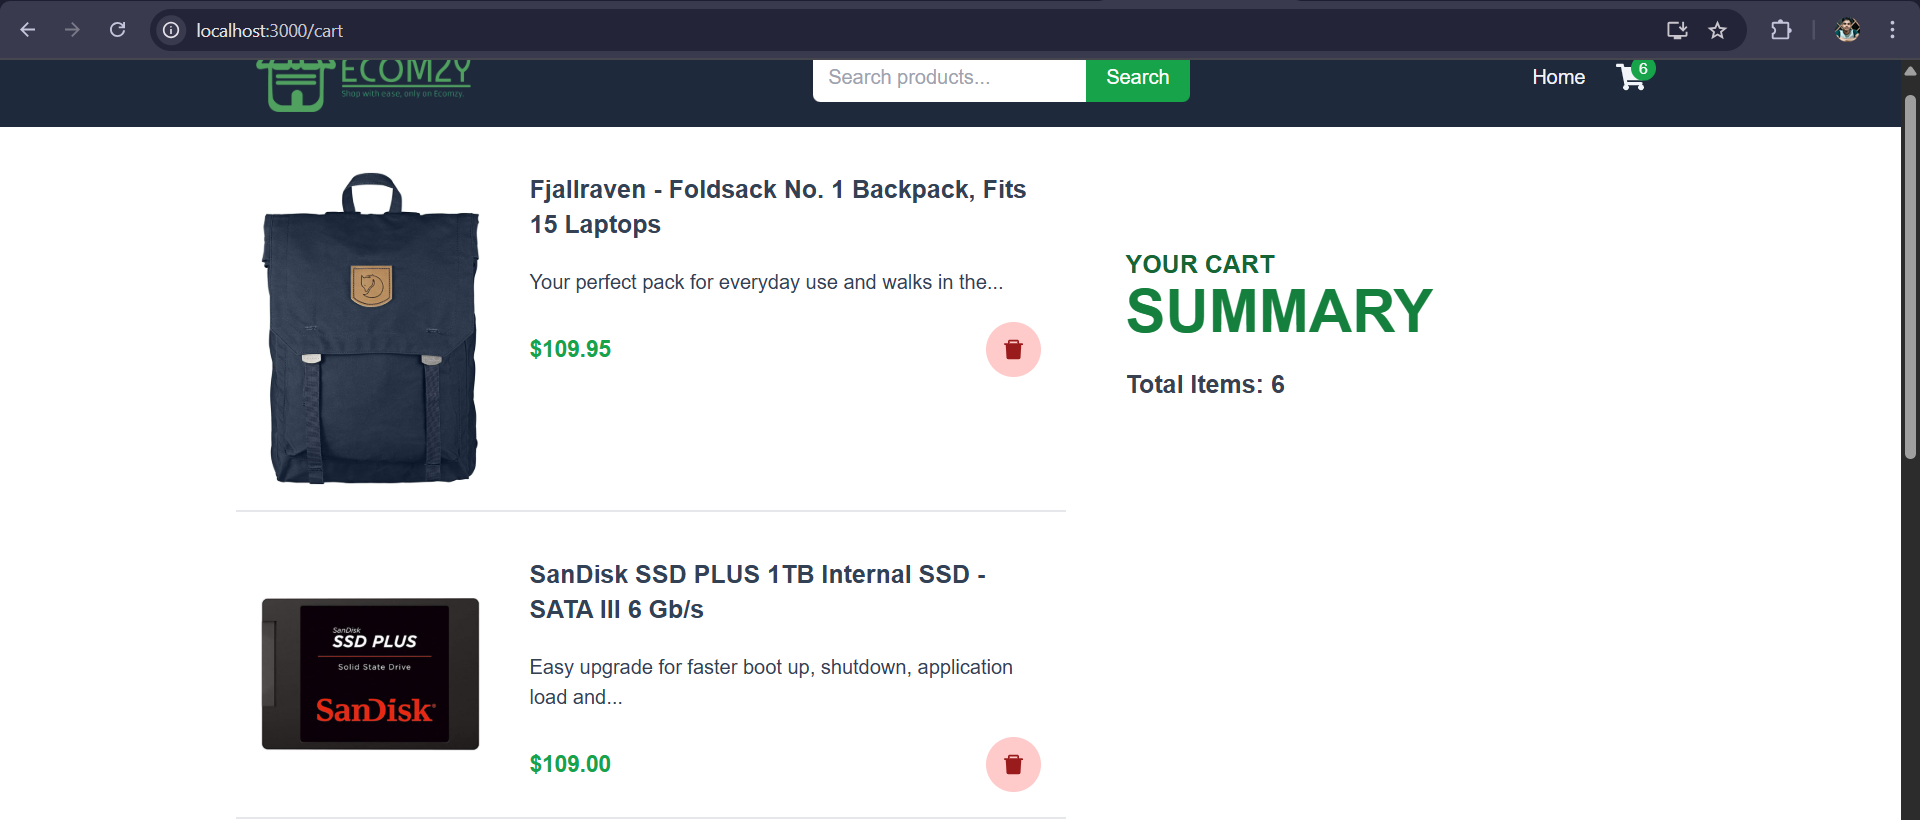 localhost:3000/cart
ECOMZY
Shop with ease, only on Ecomzy.
Search products...
Search
Home
6
Fjallraven - Foldsack No. 1 Backpack, Fits
15 Laptops
Your perfect pack for everyday use and walks in the...
$109.95
YOUR CART
SUMMARY
Total Items: 6
SanDisk SSD PLUS 1TB Internal SSD -
SATA III 6 Gb/s
SanDisk
SSD PLUS
Solid State Drive
SanDisk
Easy upgrade for faster boot up, shutdown, application
load and...
$109.00